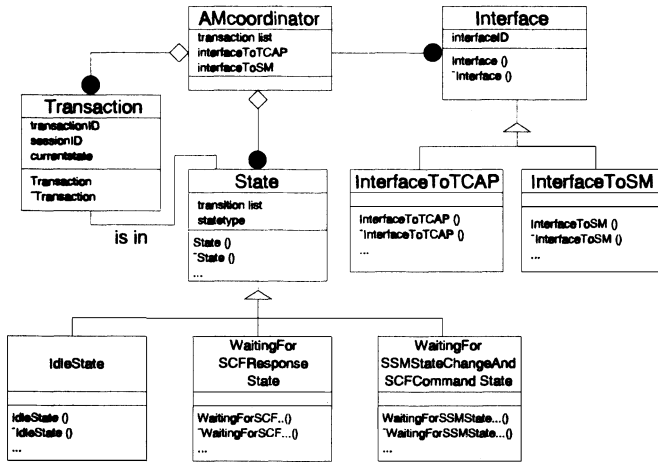 AMcoordinator
transaction list
interfaceToTCAP
interfaceToSM
Interface
interfaceID
Interface ()
~Interface ()
Transaction
transactionID
sessionID
currentstate
Transaction
~Transaction
is in
State
transition list
statetype
State ()
~State ()
...
InterfaceToTCAP
InterfaceToTCAP ()
~InterfaceToTCAP ()
...
InterfaceToSM
InterfaceToSM ()
~InterfaceToSM ()
...
IdleState
IdleState ()
~IdleState ()
...
WaitingFor
SCFResponse
State
WaitingForSCF..()
~WaitingForSCF...()
...
WaitingFor
SSMStateChangeAnd
SCFCommand State
WaitingForSSMState...()
~WaitingForSSMState...()
...